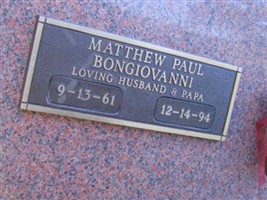 MATTHEW PAUL
BONGIOVANNI
LOVING HUSBAND & PAPA
9-13-61
12-14-94